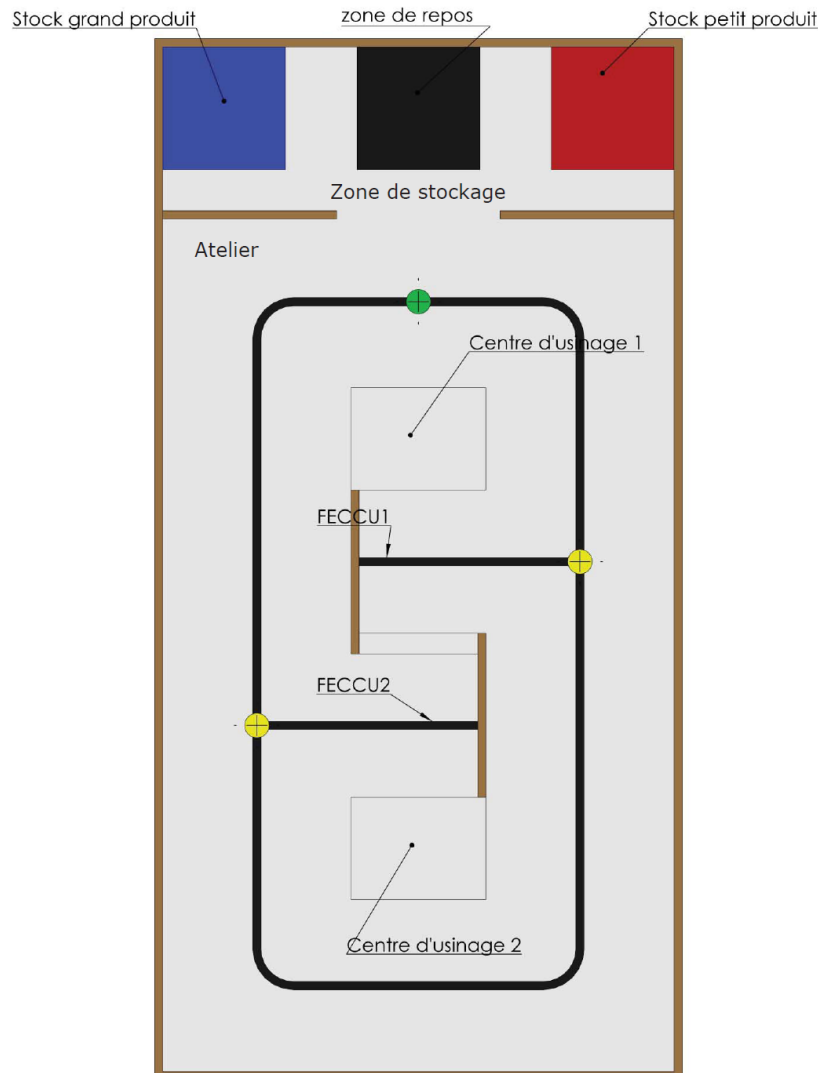 Stock grand produit
zone de repos
Stock petit produit
Zone de stockage
Atelier
Centre d'usinage 1
FECCU1
FECCU2
Centre d'usinage 2